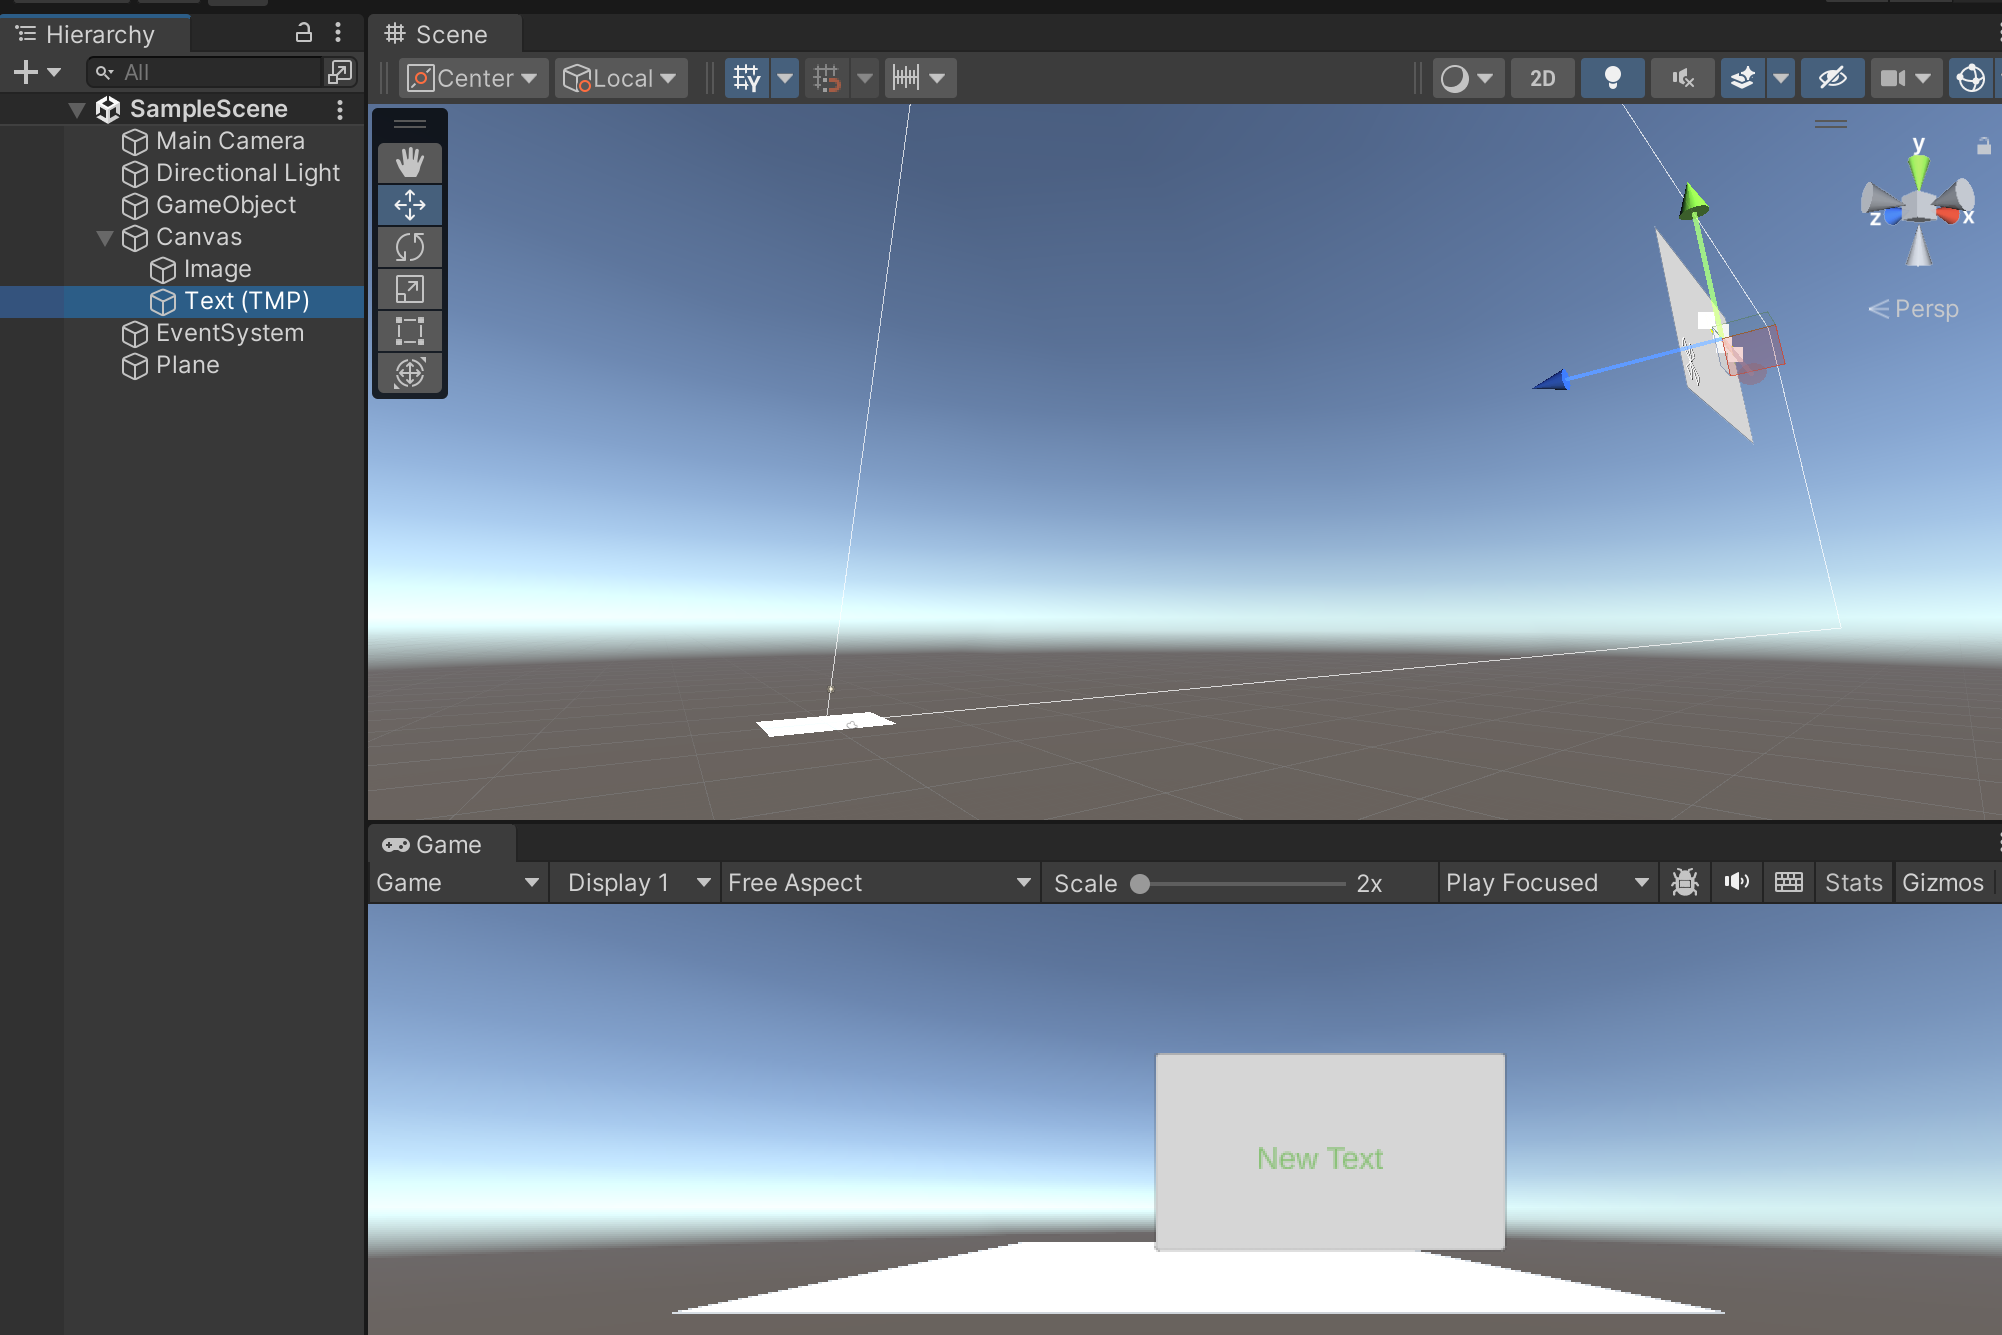 Hierarchy
All
SampleScene
Main Camera
Directional Light
GameObject
Canvas
Image
Text (TMP)
EventSystem
Plane
Scene
Center
Local
2D
y
z
x
Persp
Game
Game
Display 1
Free Aspect
Scale
2x
Play Focused
Stats
Gizmos
New Text